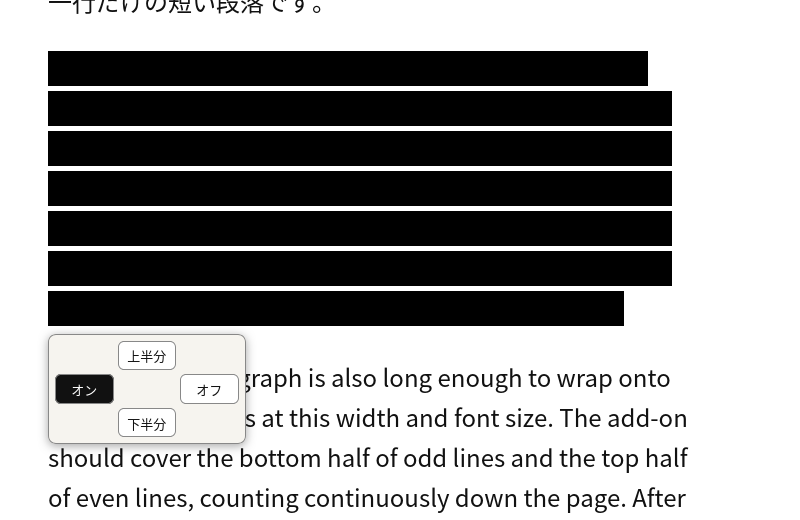 一行だけの短い段落です。
上半分
オン
オフ
下半分
graph is also long enough to wrap onto
s at this width and font size. The add-on
should cover the bottom half of odd lines and the top half
of even lines, counting continuously down the page. After